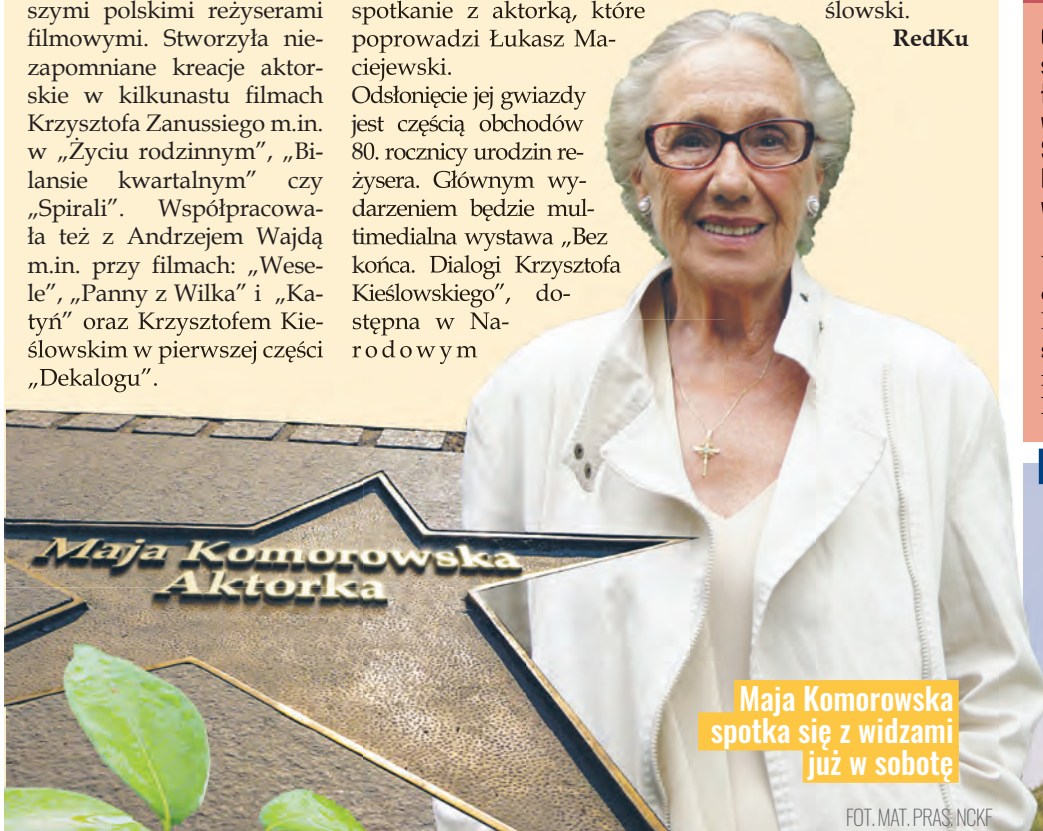 szymi polskimi reżyserami
filmowymi. Stworzyła nie-
zapomniane kreacje aktor-
skie w kilkunastu filmach
Krzysztofa Zanussiego m.in.
w „Życiu rodzinnym”, „Bi-
lansie kwartalnym” czy
„Spirali”. Współpracowa-
ła też z Andrzejem Wajdą
m.in. przy filmach: „Wese-
le”, „Panny z Wilka” i „Ka-
tyń” oraz Krzysztofem Kie-
ślowskim w pierwszej części
„Dekalogu”.
spotkanie z aktorką, które
poprowadzi Łukasz Ma-
ciejewski.
Odsłonięcie jej gwiazdy
jest częścią obchodów
80. rocznicy urodzin re-
żysera. Głównym wy-
darzeniem będzie mul-
timedialna wystawa „Bez
końca. Dialogi Krzysztofa
Kieślowskiego”, do-
stępna w Na-
rodowym
ślowski.
RedKu
Maja Komorowska
Aktorka
Maja Komorowska
spotka się z widzami
już w sobotę
FOT. MAT. PRAS. NCKF